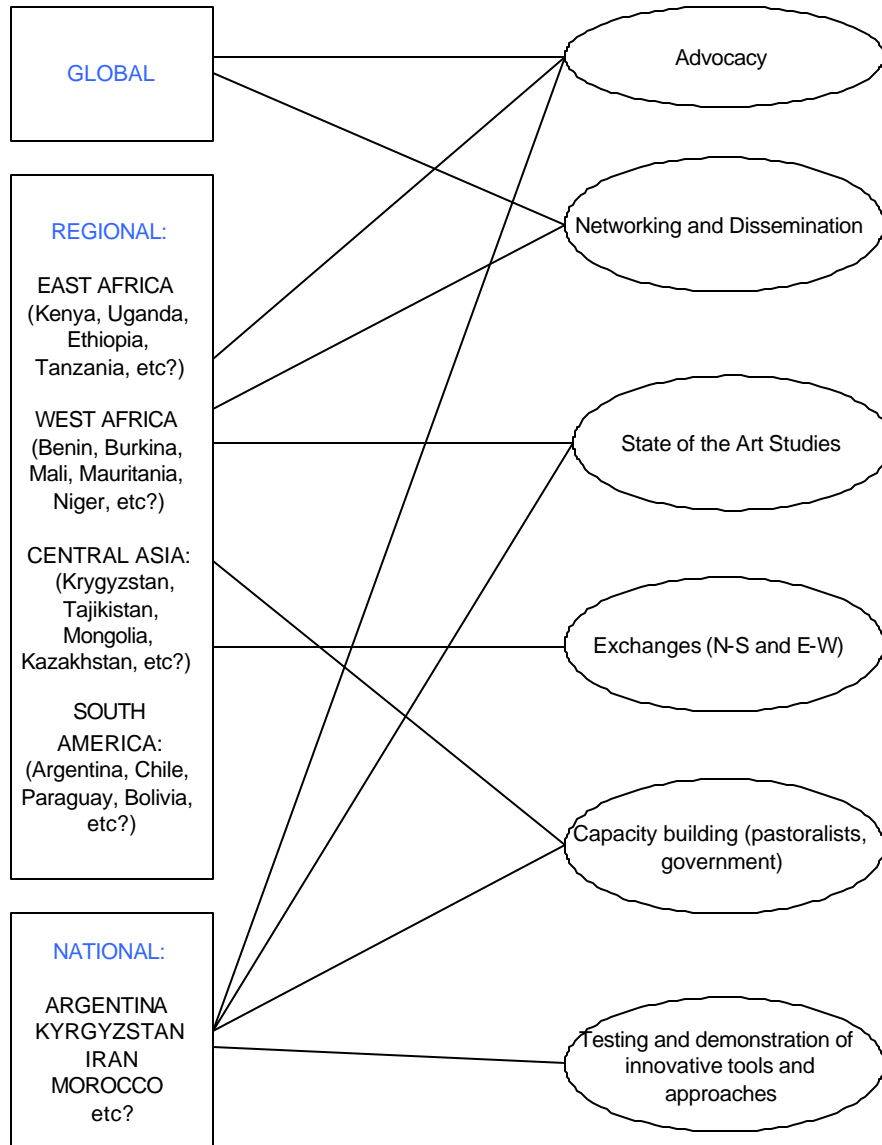 GLOBAL
REGIONAL:
EAST AFRICA
(Kenya, Uganda,
Ethiopia,
Tanzania, etc?)
WEST AFRICA
(Benin, Burkina,
Mali, Mauritania,
Niger, etc?)
CENTRAL ASIA:
(Krygyzstan,
Tajikistan,
Mongolia,
Kazakhstan, etc?)
SOUTH
AMERICA:
(Argentina, Chile,
Paraguay, Bolivia,
etc?)
NATIONAL:
ARGENTINA
KYRGYZSTAN
IRAN
MOROCCO
etc?
Advocacy
Networking and Dissemination
State of the Art Studies
Exchanges (N-S and E-W)
Capacity building (pastoralists,
government)
Testing and demonstration of
innovative tools and
approaches